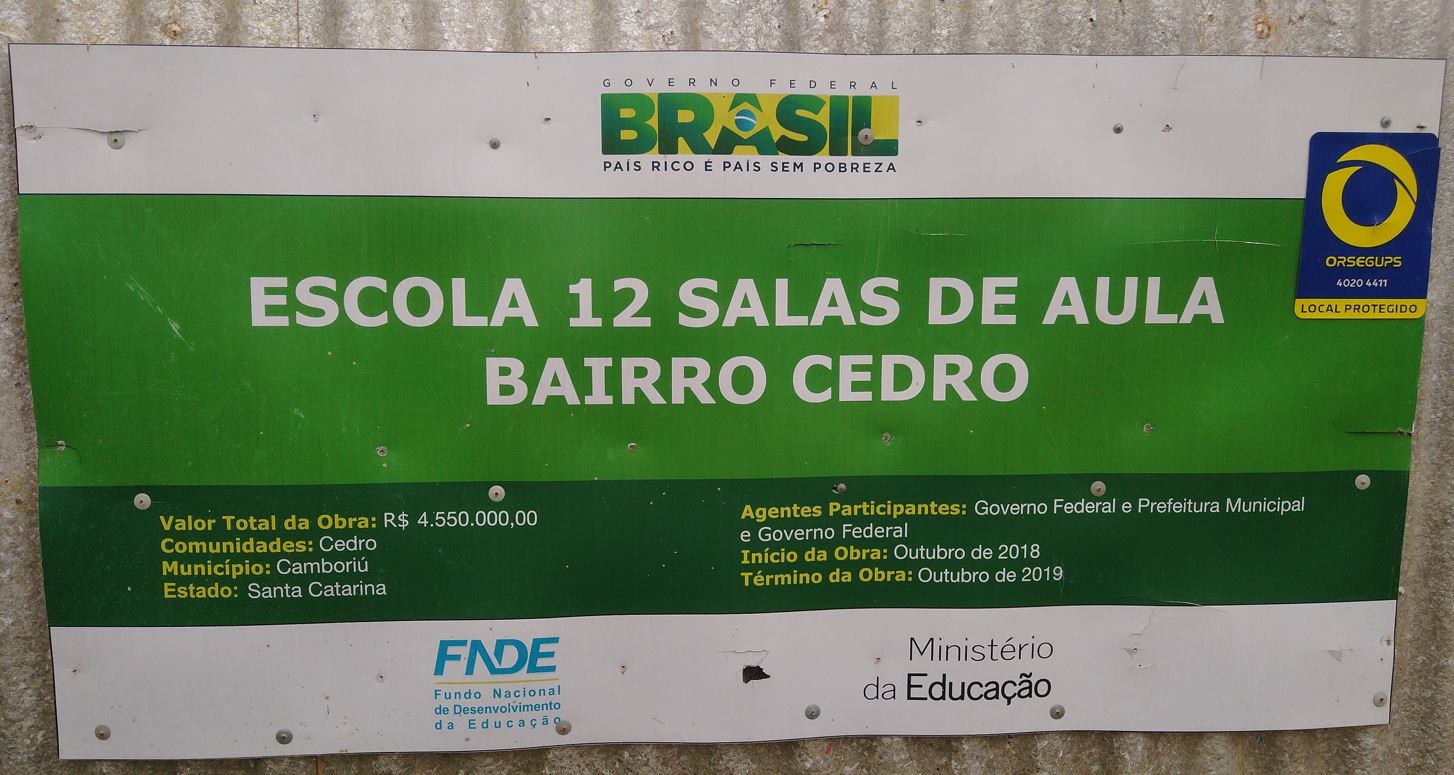 GOVERNO FEDERAL
BRASIL
PAÍS RICO É PAÍS SEM POBREZA
ORSEGUPS
4020 4411
LOCAL PROTEGIDO
ESCOLA 12 SALAS DE AULA
BAIRRO CEDRO
Valor Total da Obra: R$ 4.550.000,00
Comunidades: Cedro
Município: Camboriú
Estado: Santa Catarina
Agentes Participantes: Governo Federal e Prefeitura Municipal
e Governo Federal
Início da Obra: Outubro de 2018
Término da Obra: Outubro de 2019
FNDE
Fundo Nacional
de Desenvolvimento
da Educação
Ministério
da Educação